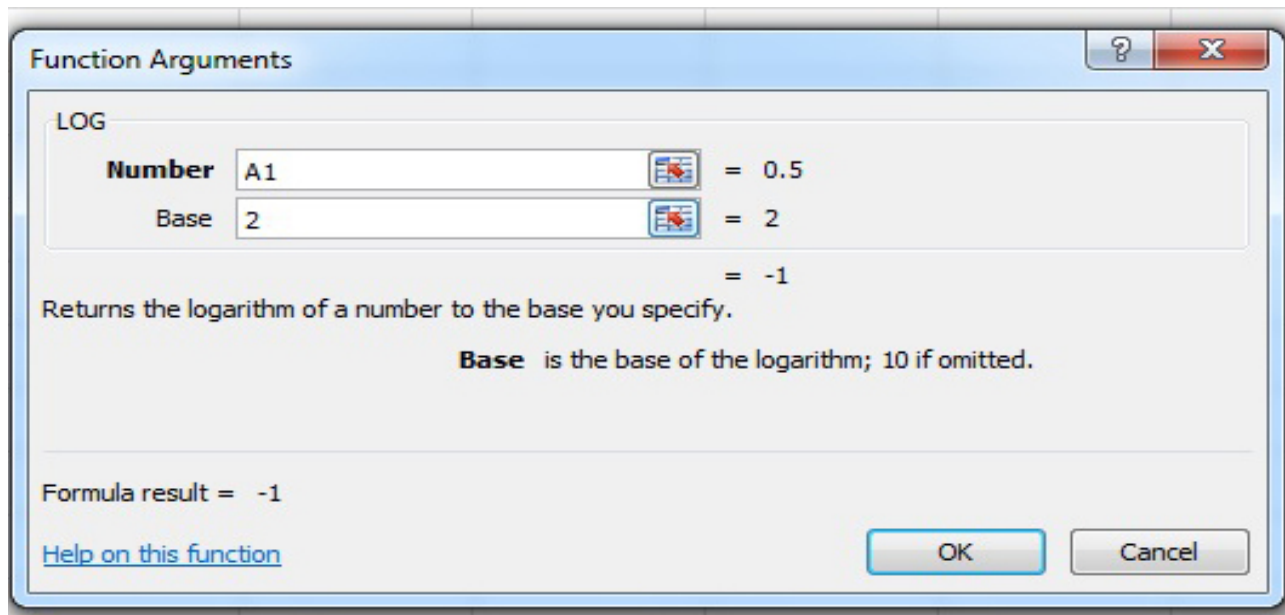 Function Arguments
?
X
LOG
Number A1 = 0.5
Base 2 = 2
= -1
Returns the logarithm of a number to the base you specify.
Base is the base of the logarithm; 10 if omitted.
Formula result = -1
Help on this function
OK Cancel